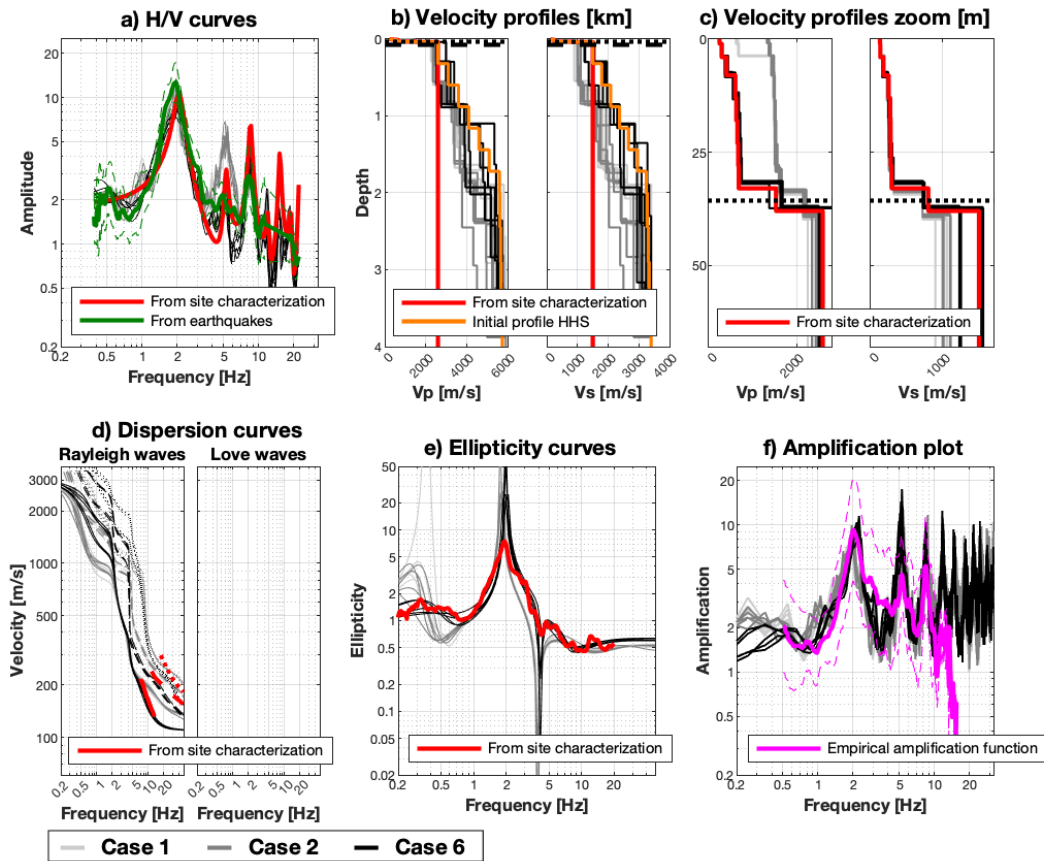 a) H/V curves
Amplitude
20
10
5
2
1
0.5
0.2
0.2 0.5 1 2 5 10 20
Frequency [Hz]
From site characterization
From earthquakes
b) Velocity profiles [km]
Depth
0
1
2
3
4
0 2000 4000 6000
Vp [m/s]
0 1000 2000 3000 4000
Vs [m/s]
From site characterization
Initial profile HHS
c) Velocity profiles zoom [m]
0
25
50
0 2000
Vp [m/s]
0 1000
Vs [m/s]
From site characterization
d) Dispersion curves
Rayleigh waves
Love waves
Velocity [m/s]
3000
2000
1000
500
200
100
0.2 0.5 1 2 5 10 20
Frequency [Hz]
0.2 0.5 1 2 5 10 20
Frequency [Hz]
From site characterization
e) Ellipticity curves
Ellipticity
50
20
10
5
2
1
0.5
0.2
0.1
0.05
0.02
0.2 0.5 1 2 5 10 20
Frequency [Hz]
From site characterization
f) Amplification plot
Amplification
20
10
5
2
1
0.5
0.2
0.2 0.5 1 2 5 10 20
Frequency [Hz]
Empirical amplification function
Case 1 Case 2 Case 6